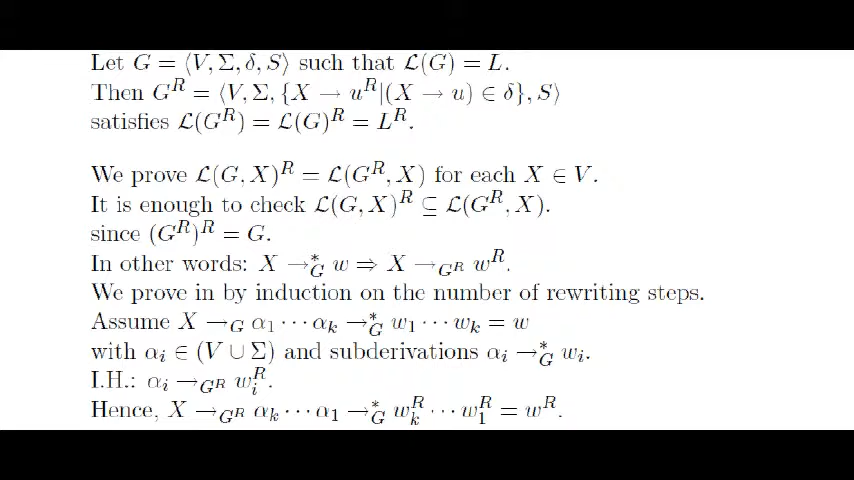 Let G = ⟨V, Σ, δ, S⟩ such that ℒ(G) = L.
Then G^R = ⟨V, Σ, {X → u^R|(X → u) ∈ δ}, S⟩
satisfies ℒ(G^R) = ℒ(G)^R = L^R.
We prove ℒ(G, X)^R = ℒ(G^R, X) for each X ∈ V.
It is enough to check ℒ(G, X)^R ⊆ ℒ(G^R, X).
since (G^R)^R = G.
In other words: X →*_G w ⇒ X →_{G^R} w^R.
We prove in by induction on the number of rewriting steps.
Assume X →_G α_1 ⋯ α_k →*_G w_1 ⋯ w_k = w
with α_i ∈ (V ∪ Σ) and subderivations α_i →*_G w_i.
I.H.: α_i →_{G^R} w_i^R.
Hence, X →_{G^R} α_k ⋯ α_1 →*_G w_k^R ⋯ w_1^R = w^R.